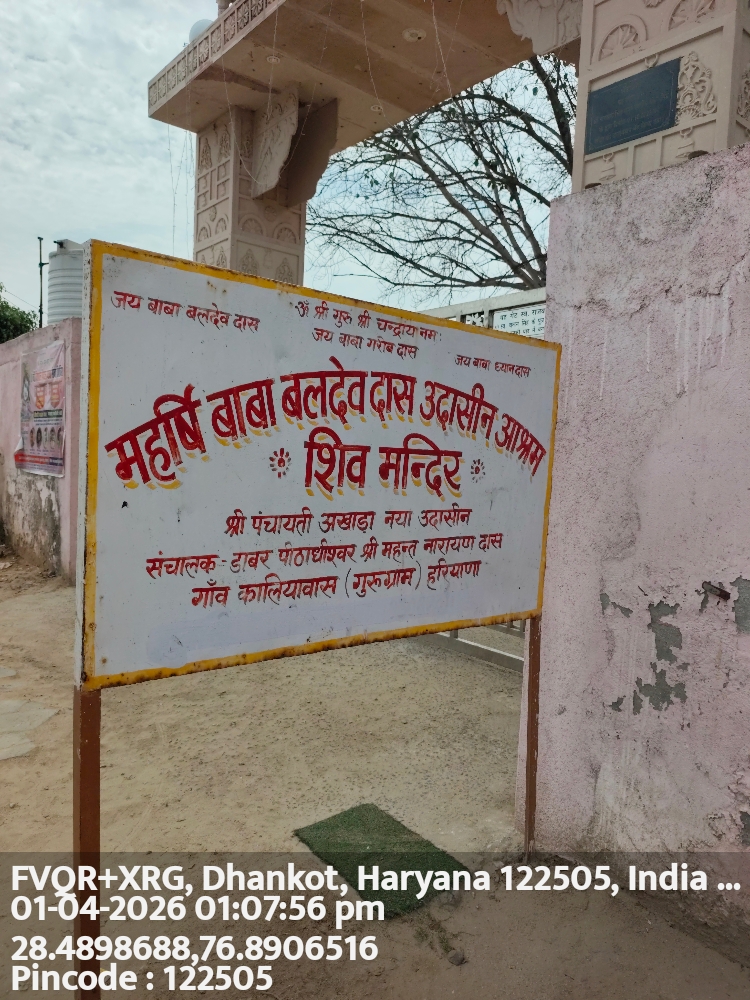 जय बाबा बलदेव दास
ॐ श्री गुरु श्री चन्द्राय नमः
जय बाबा गरीब दास
जय बाबा ध्यानदास
महर्षि बाबा बलदेव दास उदासीन आश्रम
शिव मन्दिर
श्री पंचायती अखाड़ा नया उदासीन
संचालक-डाबर पीठाधीश्वर श्री महन्त नारायण दास
गाँव कालियावास (गुरुग्राम) हरियाणा
FVQR+XRG, Dhankot, Haryana 122505, India ...
01-04-2026 01:07:56 pm
28.4898688,76.8906516
Pincode : 122505